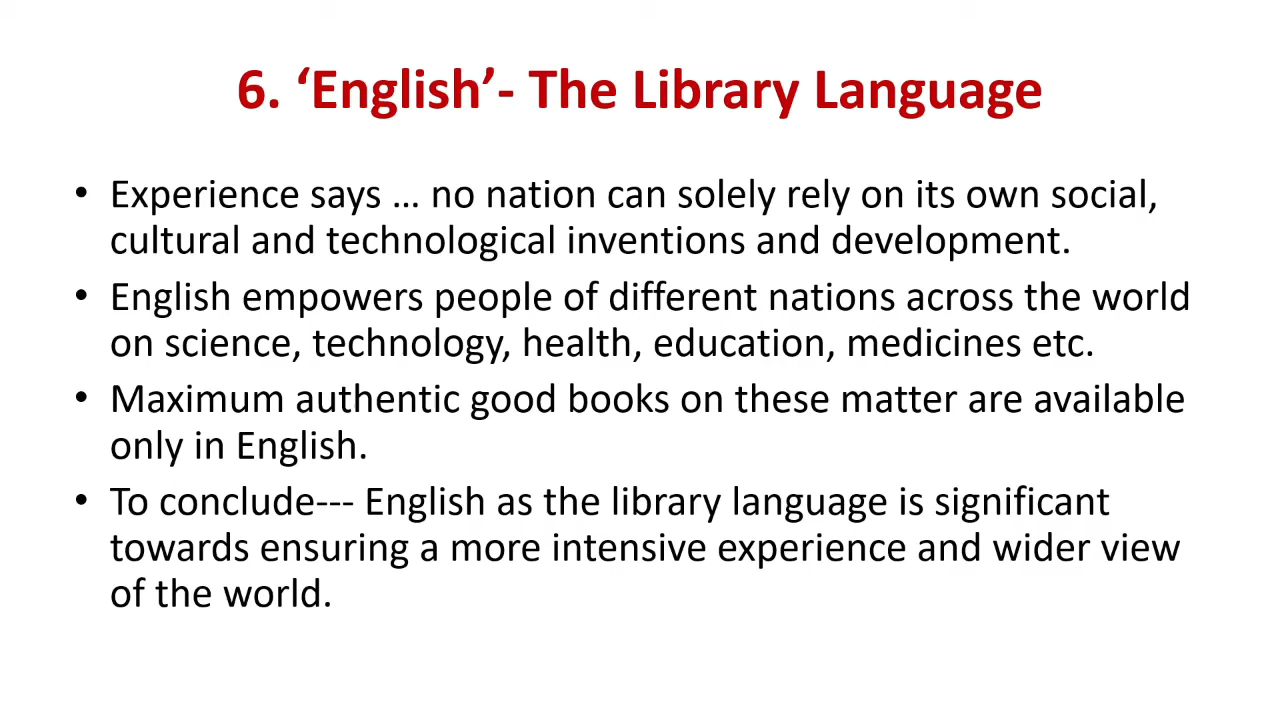 6. ‘English’- The Library Language
• Experience says … no nation can solely rely on its own social,
cultural and technological inventions and development.
• English empowers people of different nations across the world
on science, technology, health, education, medicines etc.
• Maximum authentic good books on these matter are available
only in English.
• To conclude--- English as the library language is significant
towards ensuring a more intensive experience and wider view
of the world.